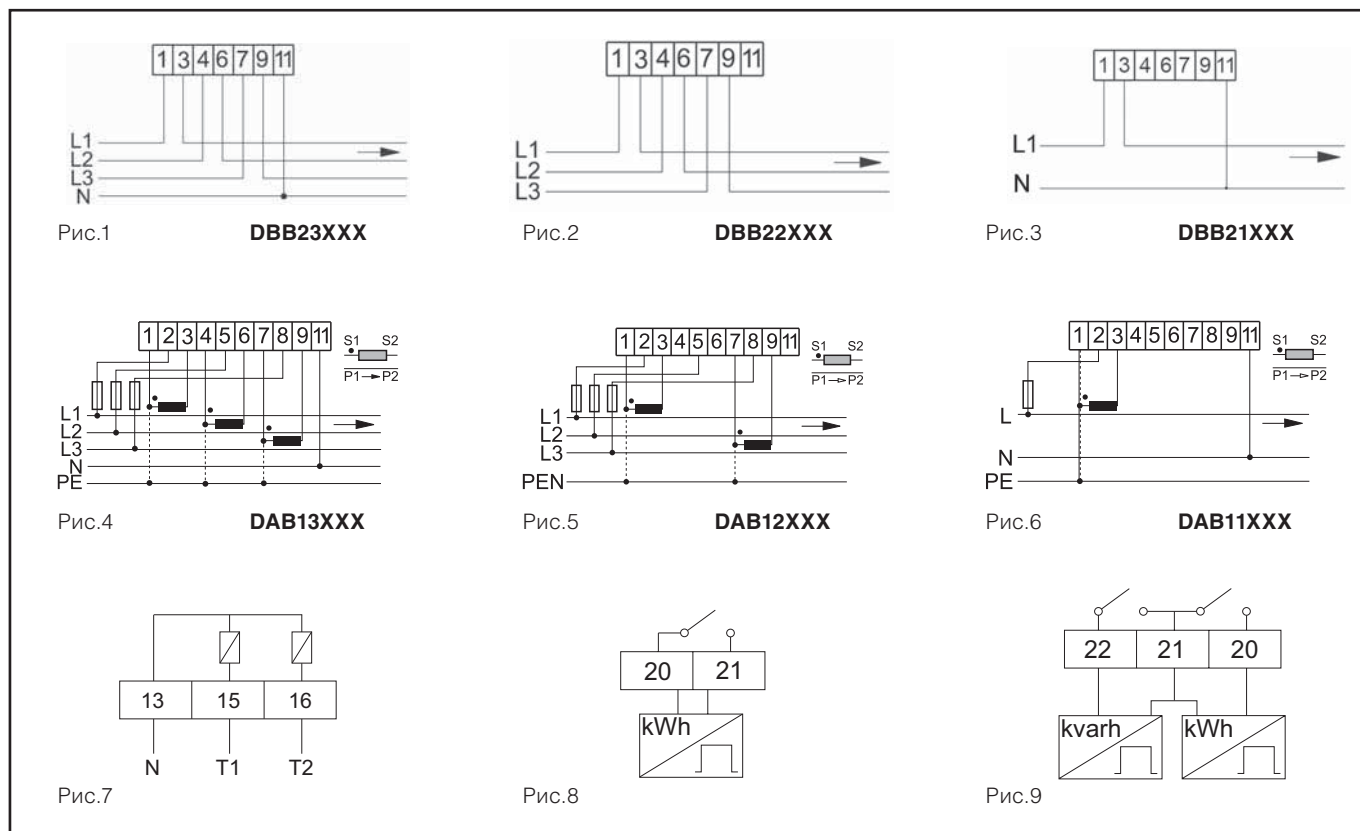 1 3 4 6 7 9 11
L1
L2
L3
N
Рис.1 DBB23XXX
1 3 4 6 7 9 11
L1
L2
L3
Рис.2 DBB22XXX
1 3 4 6 7 9 11
L1
N
Рис.3 DBB21XXX
1 2 3 4 5 6 7 8 9 11
S1 S2
P1 P2
L1
L2
L3
N
PE
Рис.4 DAB13XXX
1 2 3 4 5 6 7 8 9 11
S1 S2
P1 P2
L1
L2
L3
PEN
Рис.5 DAB12XXX
1 2 3 4 5 6 7 8 9 11
S1 S2
P1 P2
L
N
PE
Рис.6 DAB11XXX
13 15 16
N T1 T2
Рис.7
20 21
kWh
Рис.8
22 21 20
kvarh kWh
Рис.9